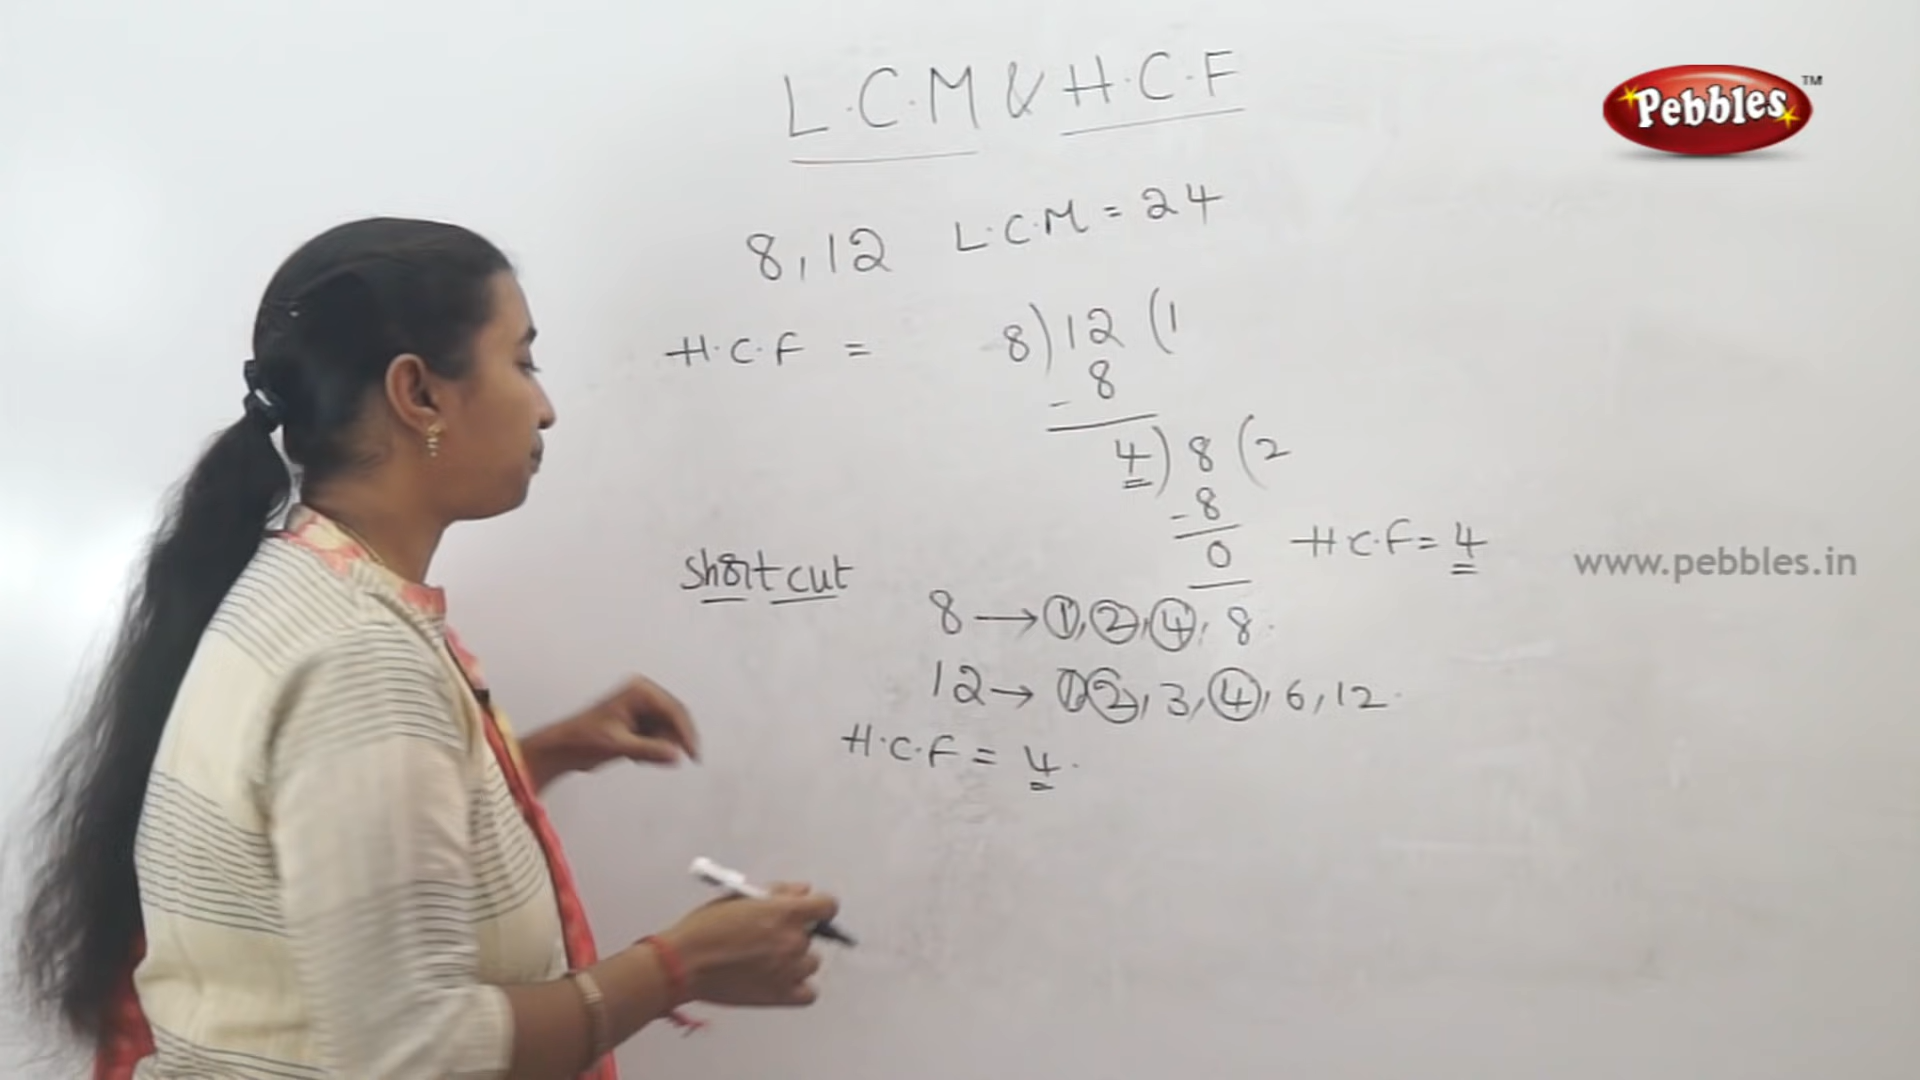 L.C.M & H.C.F
Pebbles™
8, 12 L.C.M = 24
H.C.F = 8) 12 (1
- 8
4) 8 (2
-8
0 H.C.F = 4
www.pebbles.in
Shortcut
8 → 1, 2, 4, 8.
12 → 1, 2, 3, 4, 6, 12.
H.C.F = 4.